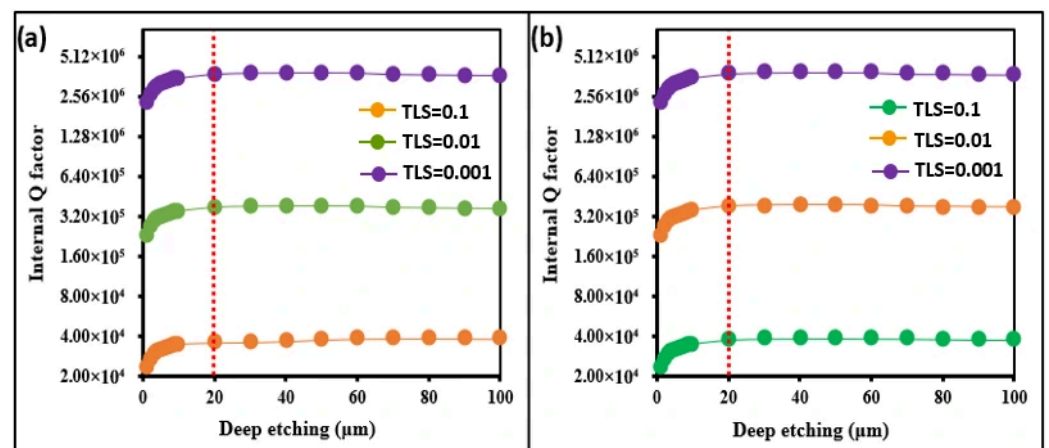 (a)
Internal Q factor
5.12×10⁶
2.56×10⁶
1.28×10⁶
6.40×10⁵
3.20×10⁵
1.60×10⁵
8.00×10⁴
4.00×10⁴
2.00×10⁴
TLS=0.1
TLS=0.01
TLS=0.001
0 20 40 60 80 100
Deep etching (μm)
(b)
Internal Q factor
5.12×10⁶
2.56×10⁶
1.28×10⁶
6.40×10⁵
3.20×10⁵
1.60×10⁵
8.00×10⁴
4.00×10⁴
2.00×10⁴
TLS=0.1
TLS=0.01
TLS=0.001
0 20 40 60 80 100
Deep etching (μm)